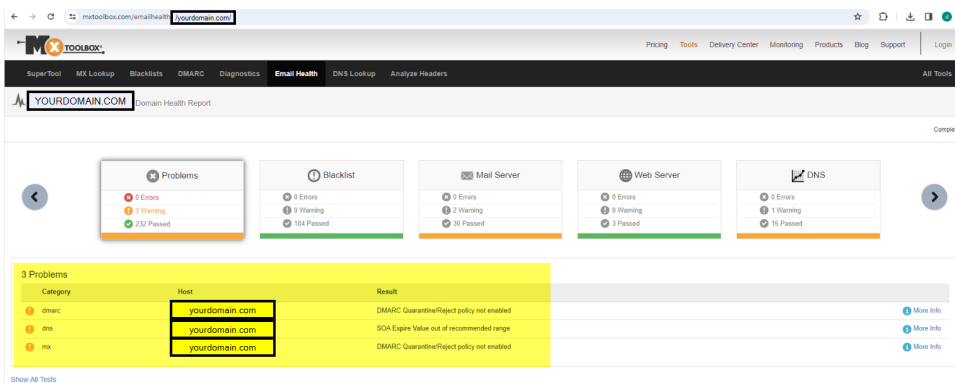 mxtoolbox.com/emailhealth/yourdomain.com/
MX TOOLBOX®
Pricing Tools Delivery Center Monitoring Products Blog Support Login
SuperTool MX Lookup Blacklists DMARC Diagnostics Email Health DNS Lookup Analyze Headers All Tools
YOURDOMAIN.COM Domain Health Report
Comple
Problems Blacklist Mail Server Web Server DNS
0 Errors 0 Errors 0 Errors 0 Errors 0 Errors
3 Warning 0 Warning 2 Warning 0 Warning 1 Warning
232 Passed 184 Passed 30 Passed 3 Passed 15 Passed
3 Problems
Category Host Result
dmarc yourdomain.com DMARC Quarantine/Reject policy not enabled More Info
dns yourdomain.com SOA Expire Value out of recommended range More Info
mx yourdomain.com DMARC Quarantine/Reject policy not enabled More Info
Show All Tests